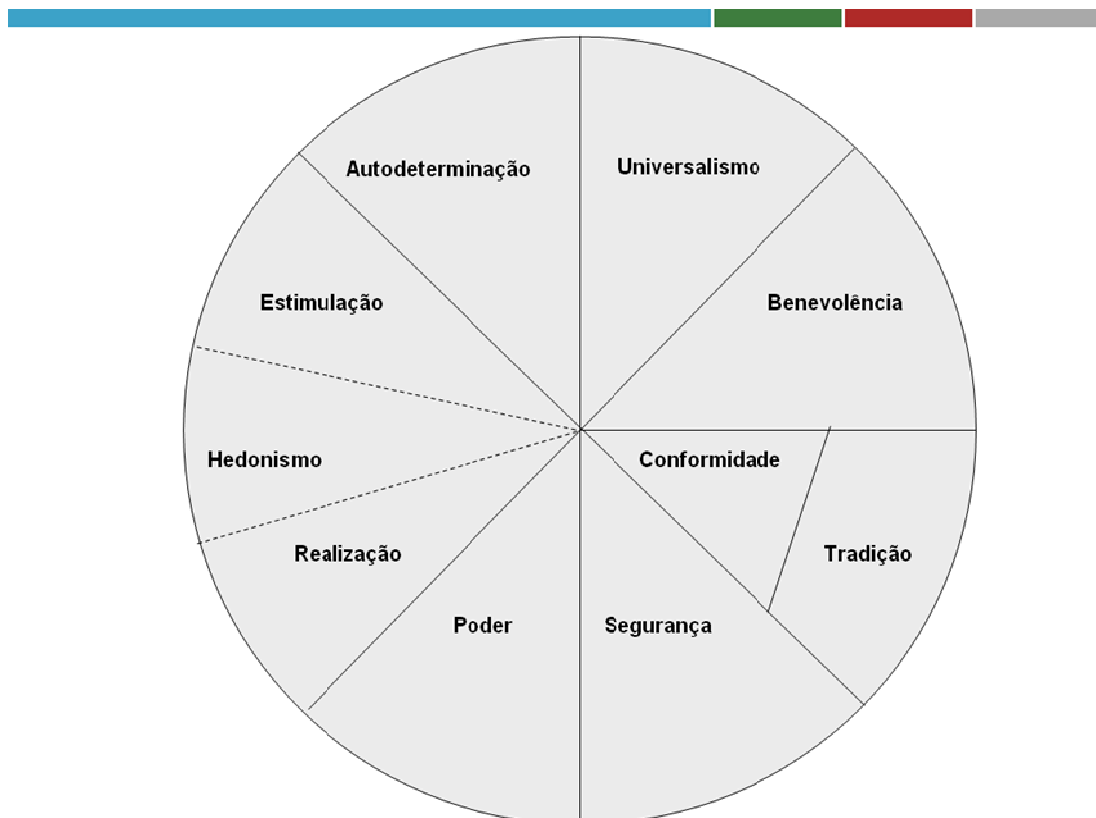 Autodeterminação
Universalismo
Estimulação
Benevolência
Hedonismo
Conformidade
Realização
Tradição
Poder
Segurança